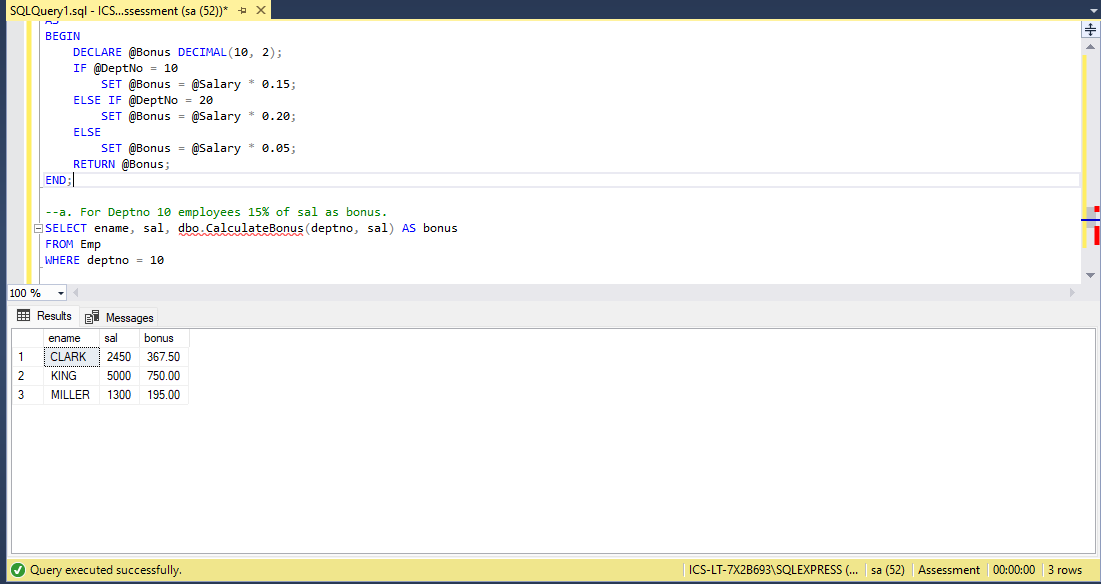 SQLQuery1.sql - ICS...ssessment (sa (52))*
AS
BEGIN
DECLARE @Bonus DECIMAL(10, 2);
IF @DeptNo = 10
SET @Bonus = @Salary * 0.15;
ELSE IF @DeptNo = 20
SET @Bonus = @Salary * 0.20;
ELSE
SET @Bonus = @Salary * 0.05;
RETURN @Bonus;
END;
--a. For Deptno 10 employees 15% of sal as bonus.
SELECT ename, sal, dbo.CalculateBonus(deptno, sal) AS bonus
FROM Emp
WHERE deptno = 10
100 %
Results Messages
ename sal bonus
1 CLARK 2450 367.50
2 KING 5000 750.00
3 MILLER 1300 195.00
Query executed successfully. ICS-LT-7X2B693\SQLEXPRESS (... sa (52) Assessment 00:00:00 3 rows